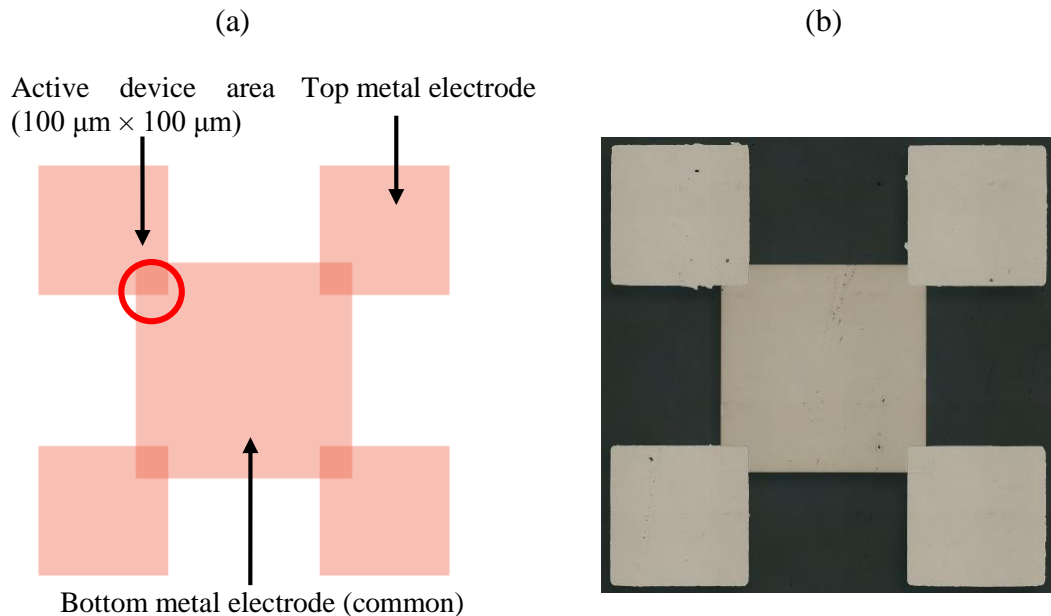 (a)
(b)
Active device area
(100 μm × 100 μm)
Top metal electrode
Bottom metal electrode (common)